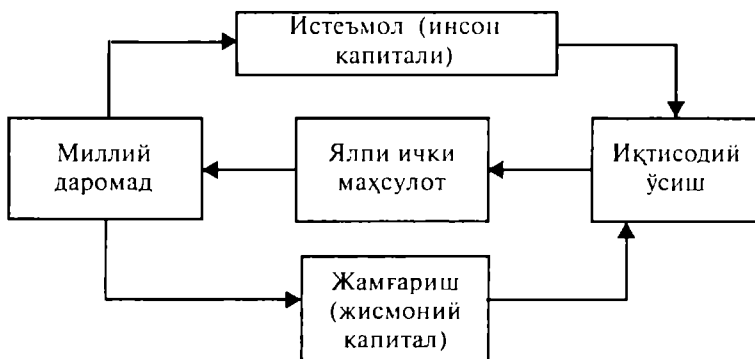 Истеъмол (инсон
капитали)
Миллий
даромад
Ялпи ички
маҳсулот
Иқтисодий
ўсиш
Жамғариш
(жисмоний
капитал)